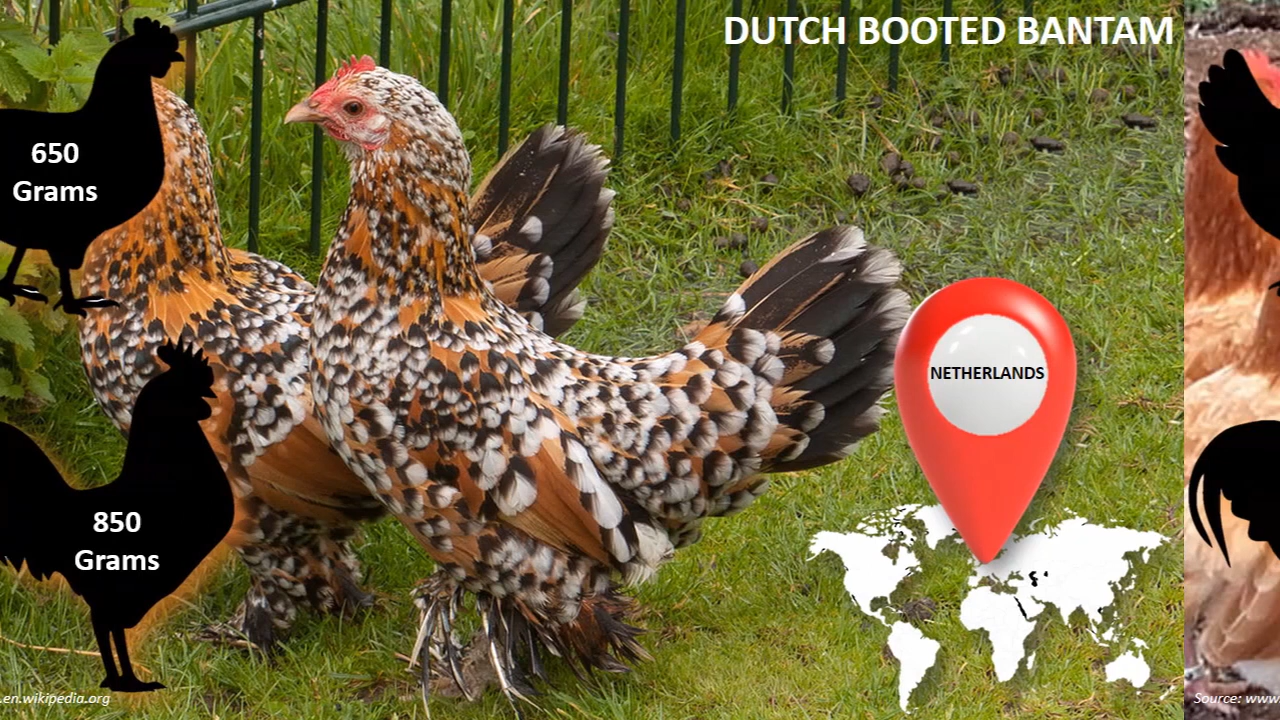 DUTCH BOOTED BANTAM
650
Grams
NETHERLANDS
850
Grams
.en.wikipedia.org
Source: www